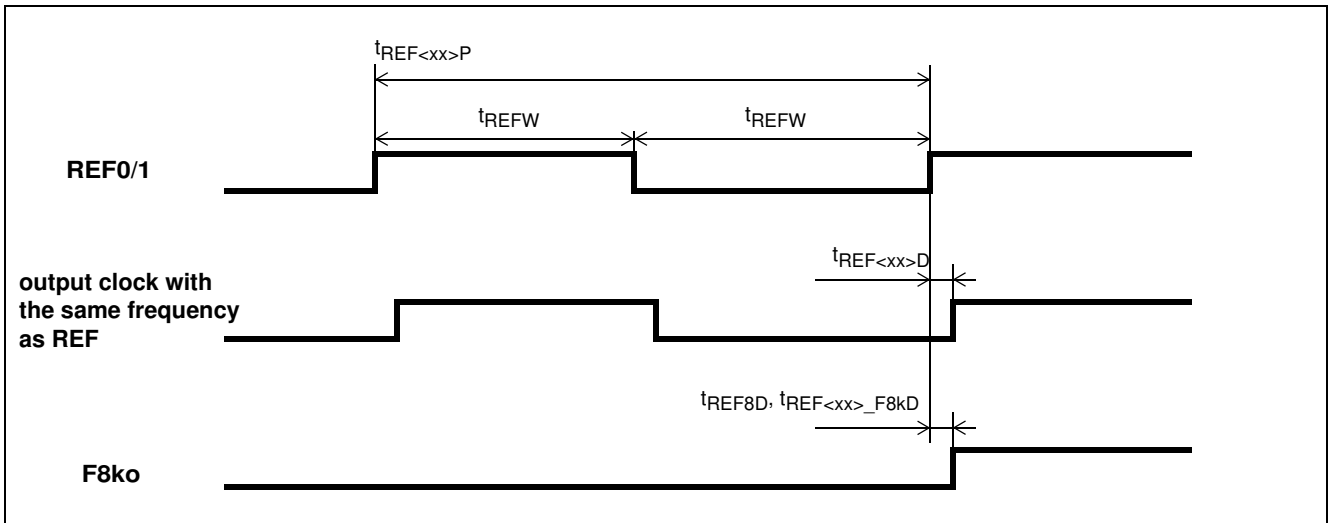 tREF<xx>P
tREFW tREFW
REF0/1
tREF<xx>D
output clock with
the same frequency
as REF
tREF8D, tREF<xx>_F8kD
F8ko